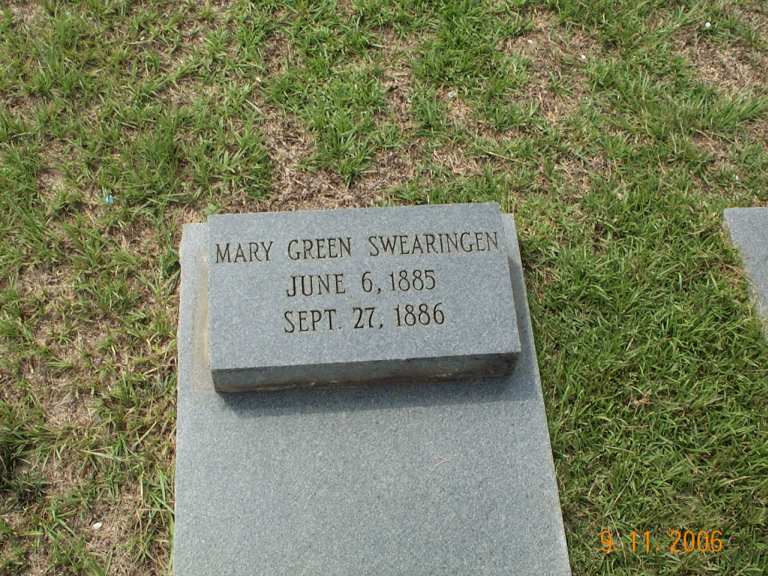 MARY GREEN SWEARINGEN
JUNE 6, 1885
SEPT. 27, 1886
9 11 2006